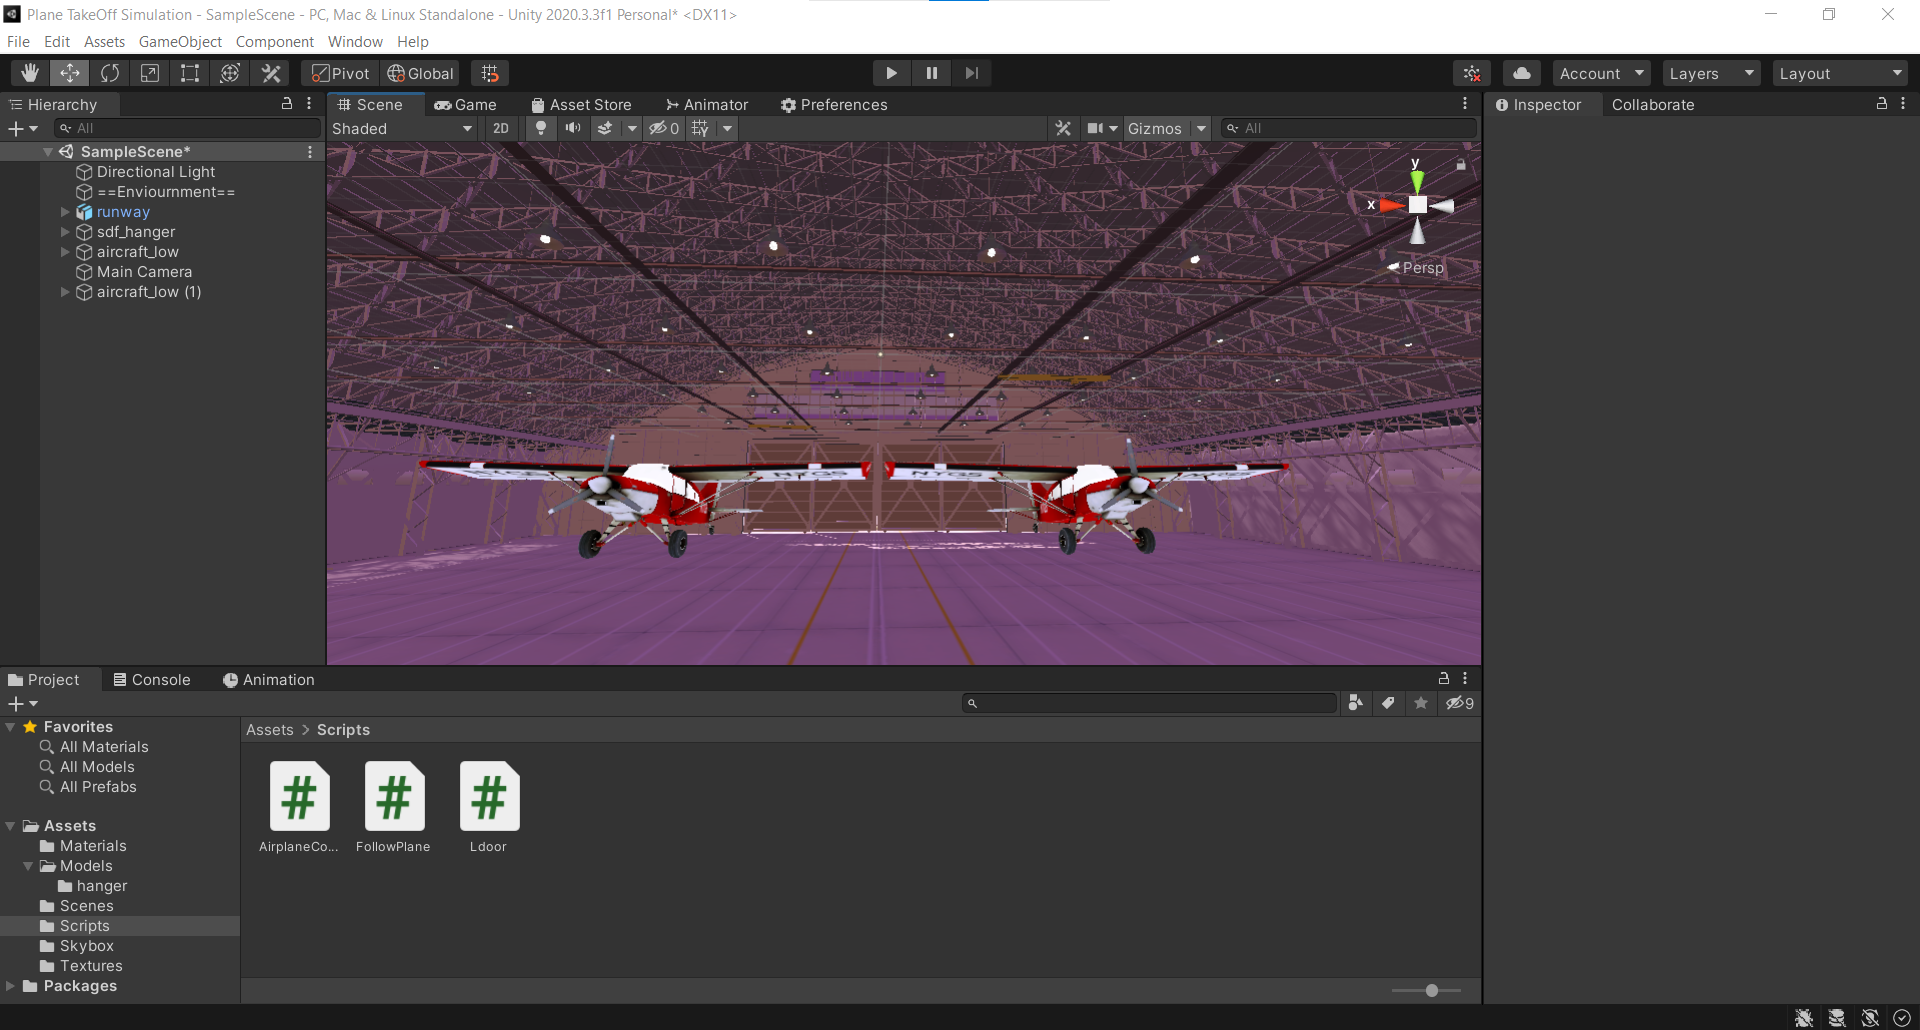 Plane TakeOff Simulation - SampleScene - PC, Mac & Linux Standalone - Unity 2020.3.3f1 Personal* <DX11>
File Edit Assets GameObject Component Window Help
Pivot Global Account Layers Layout
Hierarchy
All
SampleScene*
Directional Light
==Enviournment==
runway
sdf_hanger
aircraft_low
Main Camera
aircraft_low (1)
Scene Game Asset Store Animator Preferences
Shaded 2D 0 Gizmos All
y
x
Persp
NTGS
NTGS
Inspector Collaborate
Project Console Animation
9
Favorites
All Materials
All Models
All Prefabs
Assets
Materials
Models
hanger
Scenes
Scripts
Skybox
Textures
Packages
Assets > Scripts
AirplaneCo...
FollowPlane
Ldoor